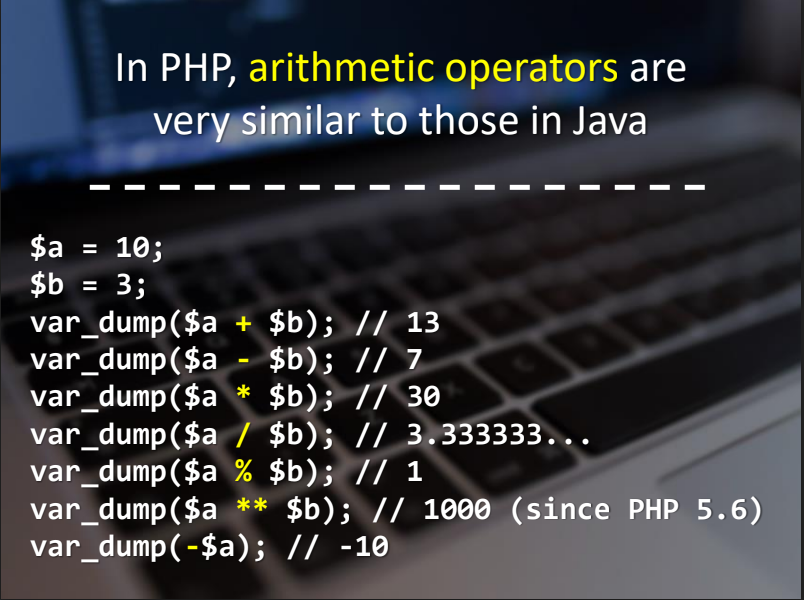 In PHP, arithmetic operators are
very similar to those in Java
$a = 10;
$b = 3;
var_dump($a + $b); // 13
var_dump($a - $b); // 7
var_dump($a * $b); // 30
var_dump($a / $b); // 3.333333...
var_dump($a % $b); // 1
var_dump($a ** $b); // 1000 (since PHP 5.6)
var_dump(-$a); // -10